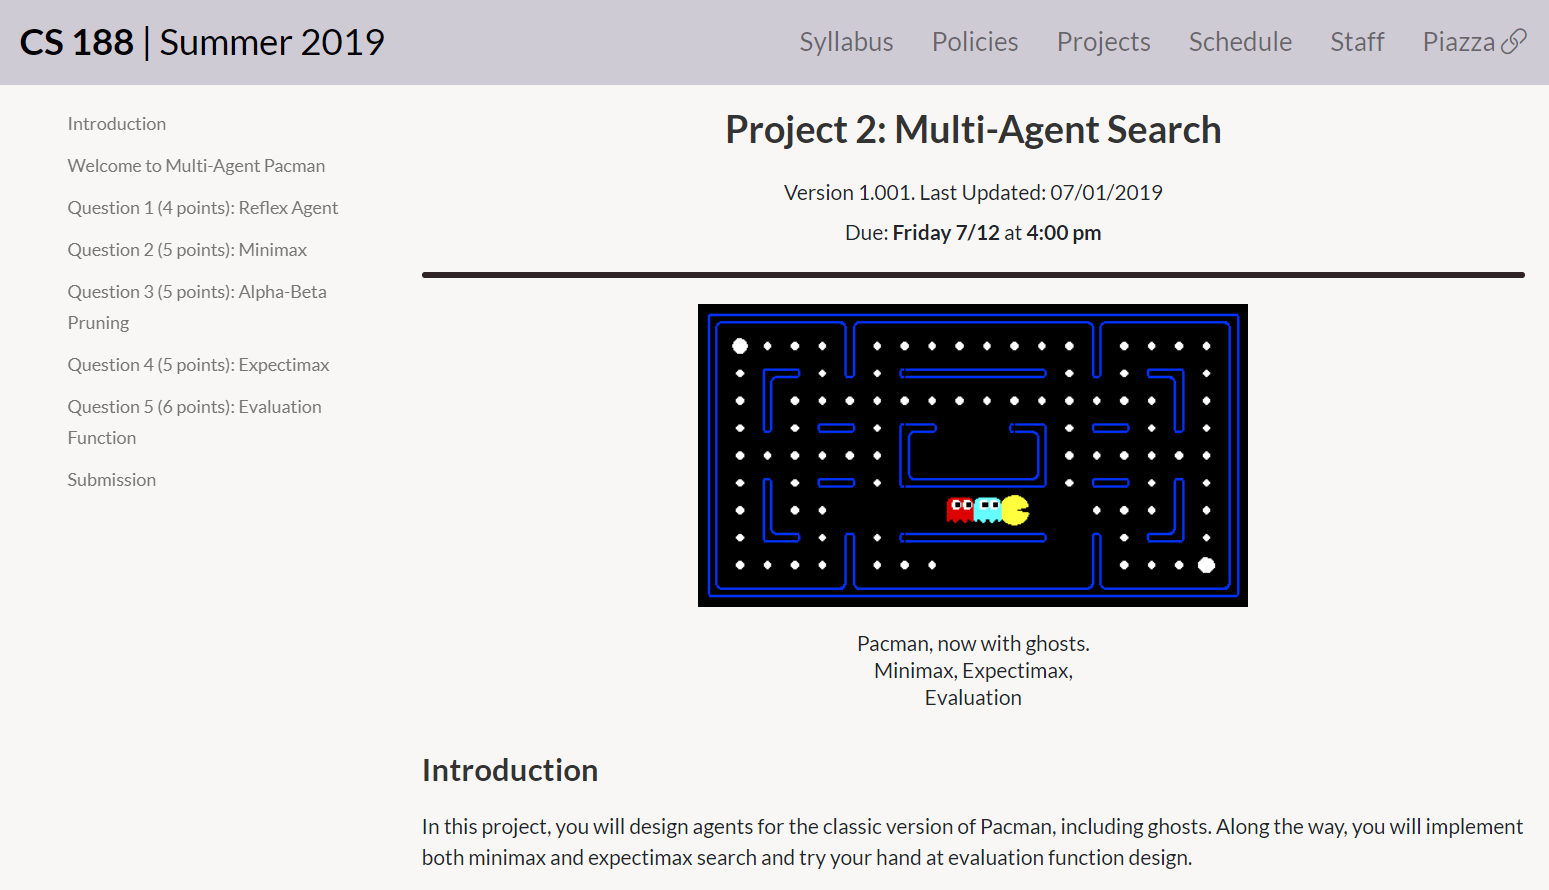 CS 188 | Summer 2019
Syllabus Policies Projects Schedule Staff Piazza
Introduction
Welcome to Multi-Agent Pacman
Question 1 (4 points): Reflex Agent
Question 2 (5 points): Minimax
Question 3 (5 points): Alpha-Beta
Pruning
Question 4 (5 points): Expectimax
Question 5 (6 points): Evaluation
Function
Submission
Project 2: Multi-Agent Search
Version 1.001. Last Updated: 07/01/2019
Due: Friday 7/12 at 4:00 pm
Pacman, now with ghosts.
Minimax, Expectimax,
Evaluation
Introduction
In this project, you will design agents for the classic version of Pacman, including ghosts. Along the way, you will implement
both minimax and expectimax search and try your hand at evaluation function design.